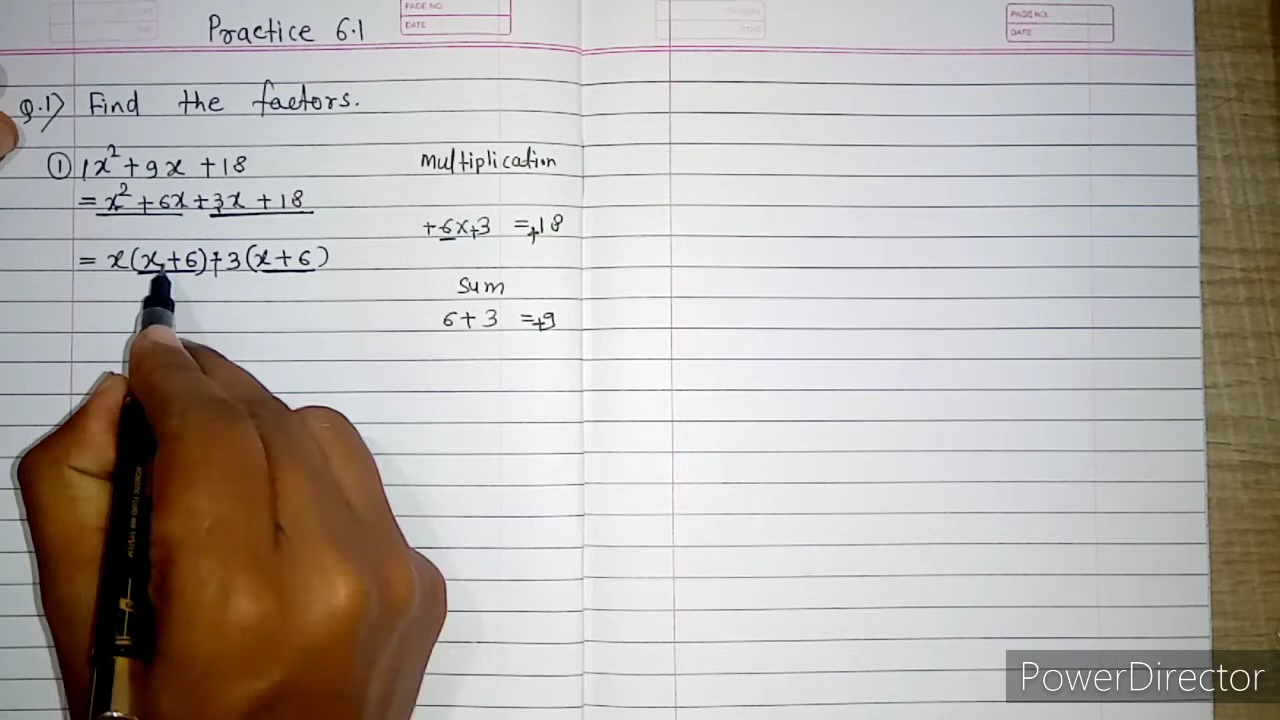 PAGE NO.
DATE
PAGE NO.
DATE
Practice 6.1
Q.1) Find the factors.
① 1x² + 9x + 18
= x² + 6x + 3x + 18
= x(x+6)+3(x+6)
Multiplication
+6x+3 =+18
Sum
6+3 =+9
PowerDirector